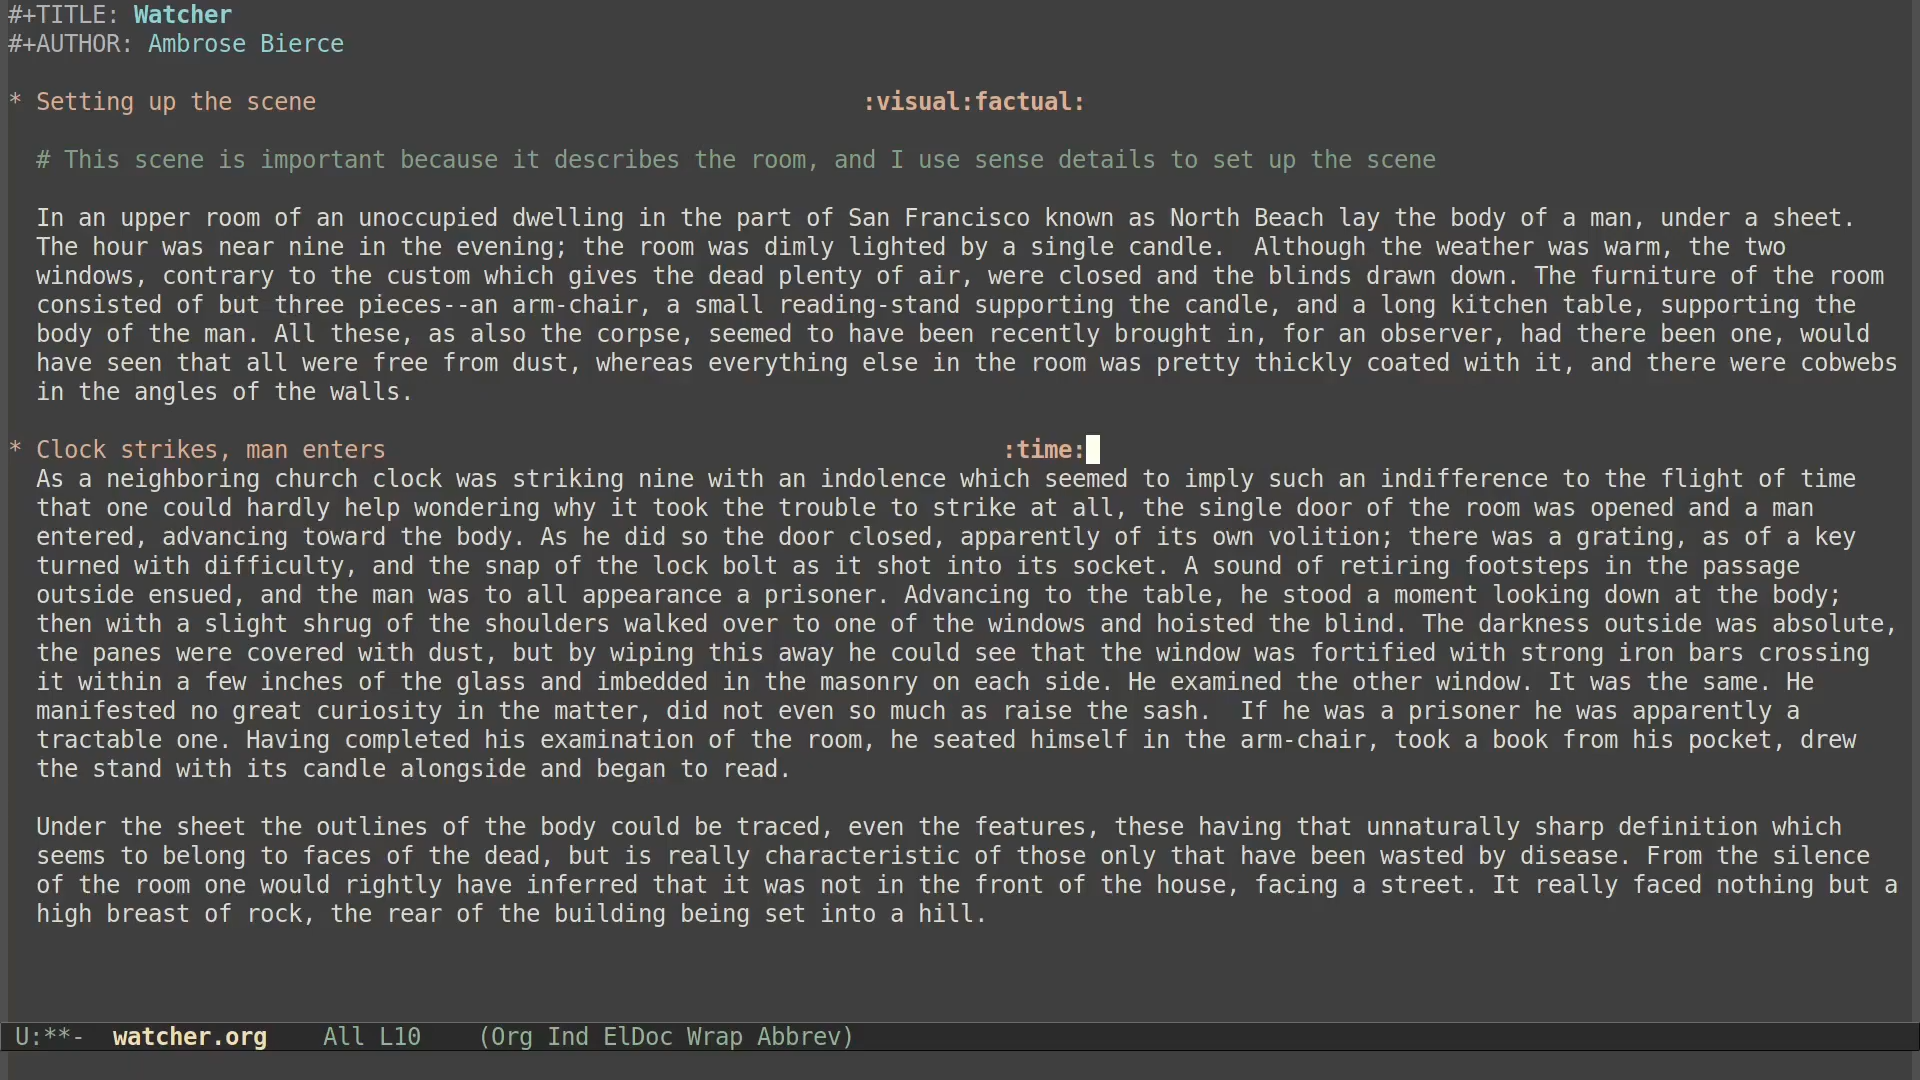 #+TITLE: Watcher
#+AUTHOR: Ambrose Bierce
* Setting up the scene :visual:factual:
# This scene is important because it describes the room, and I use sense details to set up the scene
In an upper room of an unoccupied dwelling in the part of San Francisco known as North Beach lay the body of a man, under a sheet.
The hour was near nine in the evening; the room was dimly lighted by a single candle.  Although the weather was warm, the two
windows, contrary to the custom which gives the dead plenty of air, were closed and the blinds drawn down. The furniture of the room
consisted of but three pieces--an arm-chair, a small reading-stand supporting the candle, and a long kitchen table, supporting the
body of the man. All these, as also the corpse, seemed to have been recently brought in, for an observer, had there been one, would
have seen that all were free from dust, whereas everything else in the room was pretty thickly coated with it, and there were cobwebs
in the angles of the walls.
* Clock strikes, man enters :time:
As a neighboring church clock was striking nine with an indolence which seemed to imply such an indifference to the flight of time
that one could hardly help wondering why it took the trouble to strike at all, the single door of the room was opened and a man
entered, advancing toward the body. As he did so the door closed, apparently of its own volition; there was a grating, as of a key
turned with difficulty, and the snap of the lock bolt as it shot into its socket. A sound of retiring footsteps in the passage
outside ensued, and the man was to all appearance a prisoner. Advancing to the table, he stood a moment looking down at the body;
then with a slight shrug of the shoulders walked over to one of the windows and hoisted the blind. The darkness outside was absolute,
the panes were covered with dust, but by wiping this away he could see that the window was fortified with strong iron bars crossing
it within a few inches of the glass and imbedded in the masonry on each side. He examined the other window. It was the same. He
manifested no great curiosity in the matter, did not even so much as raise the sash.  If he was a prisoner he was apparently a
tractable one. Having completed his examination of the room, he seated himself in the arm-chair, took a book from his pocket, drew
the stand with its candle alongside and began to read.
Under the sheet the outlines of the body could be traced, even the features, these having that unnaturally sharp definition which
seems to belong to faces of the dead, but is really characteristic of those only that have been wasted by disease. From the silence
of the room one would rightly have inferred that it was not in the front of the house, facing a street. It really faced nothing but a
high breast of rock, the rear of the building being set into a hill.
U:**-  watcher.org    All L10    (Org Ind ElDoc Wrap Abbrev)